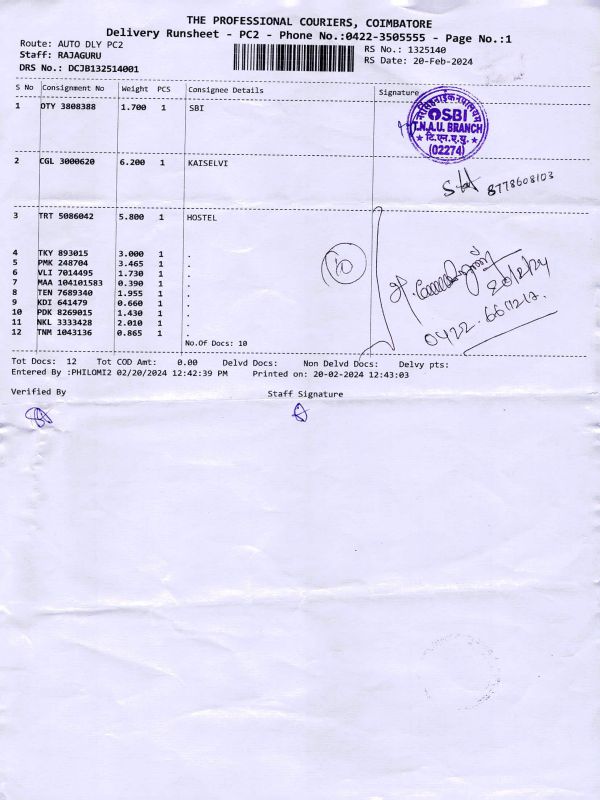 THE PROFESSIONAL COURIERS, COIMBATORE
Delivery Runsheet - PC2 - Phone No.:0422-3505555 - Page No.:1
Route: AUTO DLY PC2
Staff: RAJAGURU
DRS No.: DCJB132514001
RS No.: 1325140
RS Date: 20-Feb-2024
S No Consignment No Weight PCS Consignee Details Signature
1 DTY 3808388 1.700 1 SBI
SBI
T.N.A.U. BRANCH
टि.एन.ए.यु.
(02274)
2 CGL 3000620 6.200 1 KAISELVI
8778608103
3 TRT 5086042 5.800 1 HOSTEL
4 TKY 893015 3.000 1 .
5 PMK 248704 3.465 1 .
6 VLI 7014495 1.730 1 .
7 MAA 104101583 0.390 1 .
8 TEN 7689340 1.955 1 .
9 KDI 641479 0.660 1 .
10 PDK 8269015 1.430 1 .
11 NKL 3333428 2.010 1 .
12 TNM 1043136 0.865 1 .
10
20/2/24
No.Of Docs: 10
Tot Docs: 12 Tot COD Amt: 0.00 Delvd Docs: Non Delvd Docs: Delvy pts:
Entered By :PHILOMI2 02/20/2024 12:42:39 PM Printed on: 20-02-2024 12:43:03
Verified By Staff Signature